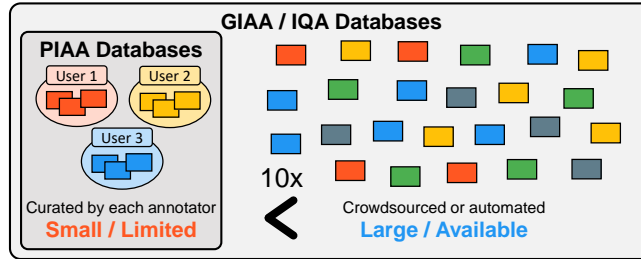 GIAA / IQA Databases
PIAA Databases
User 1
User 2
User 3
Curated by each annotator
Small / Limited
10x
<
Crowdsourced or automated
Large / Available